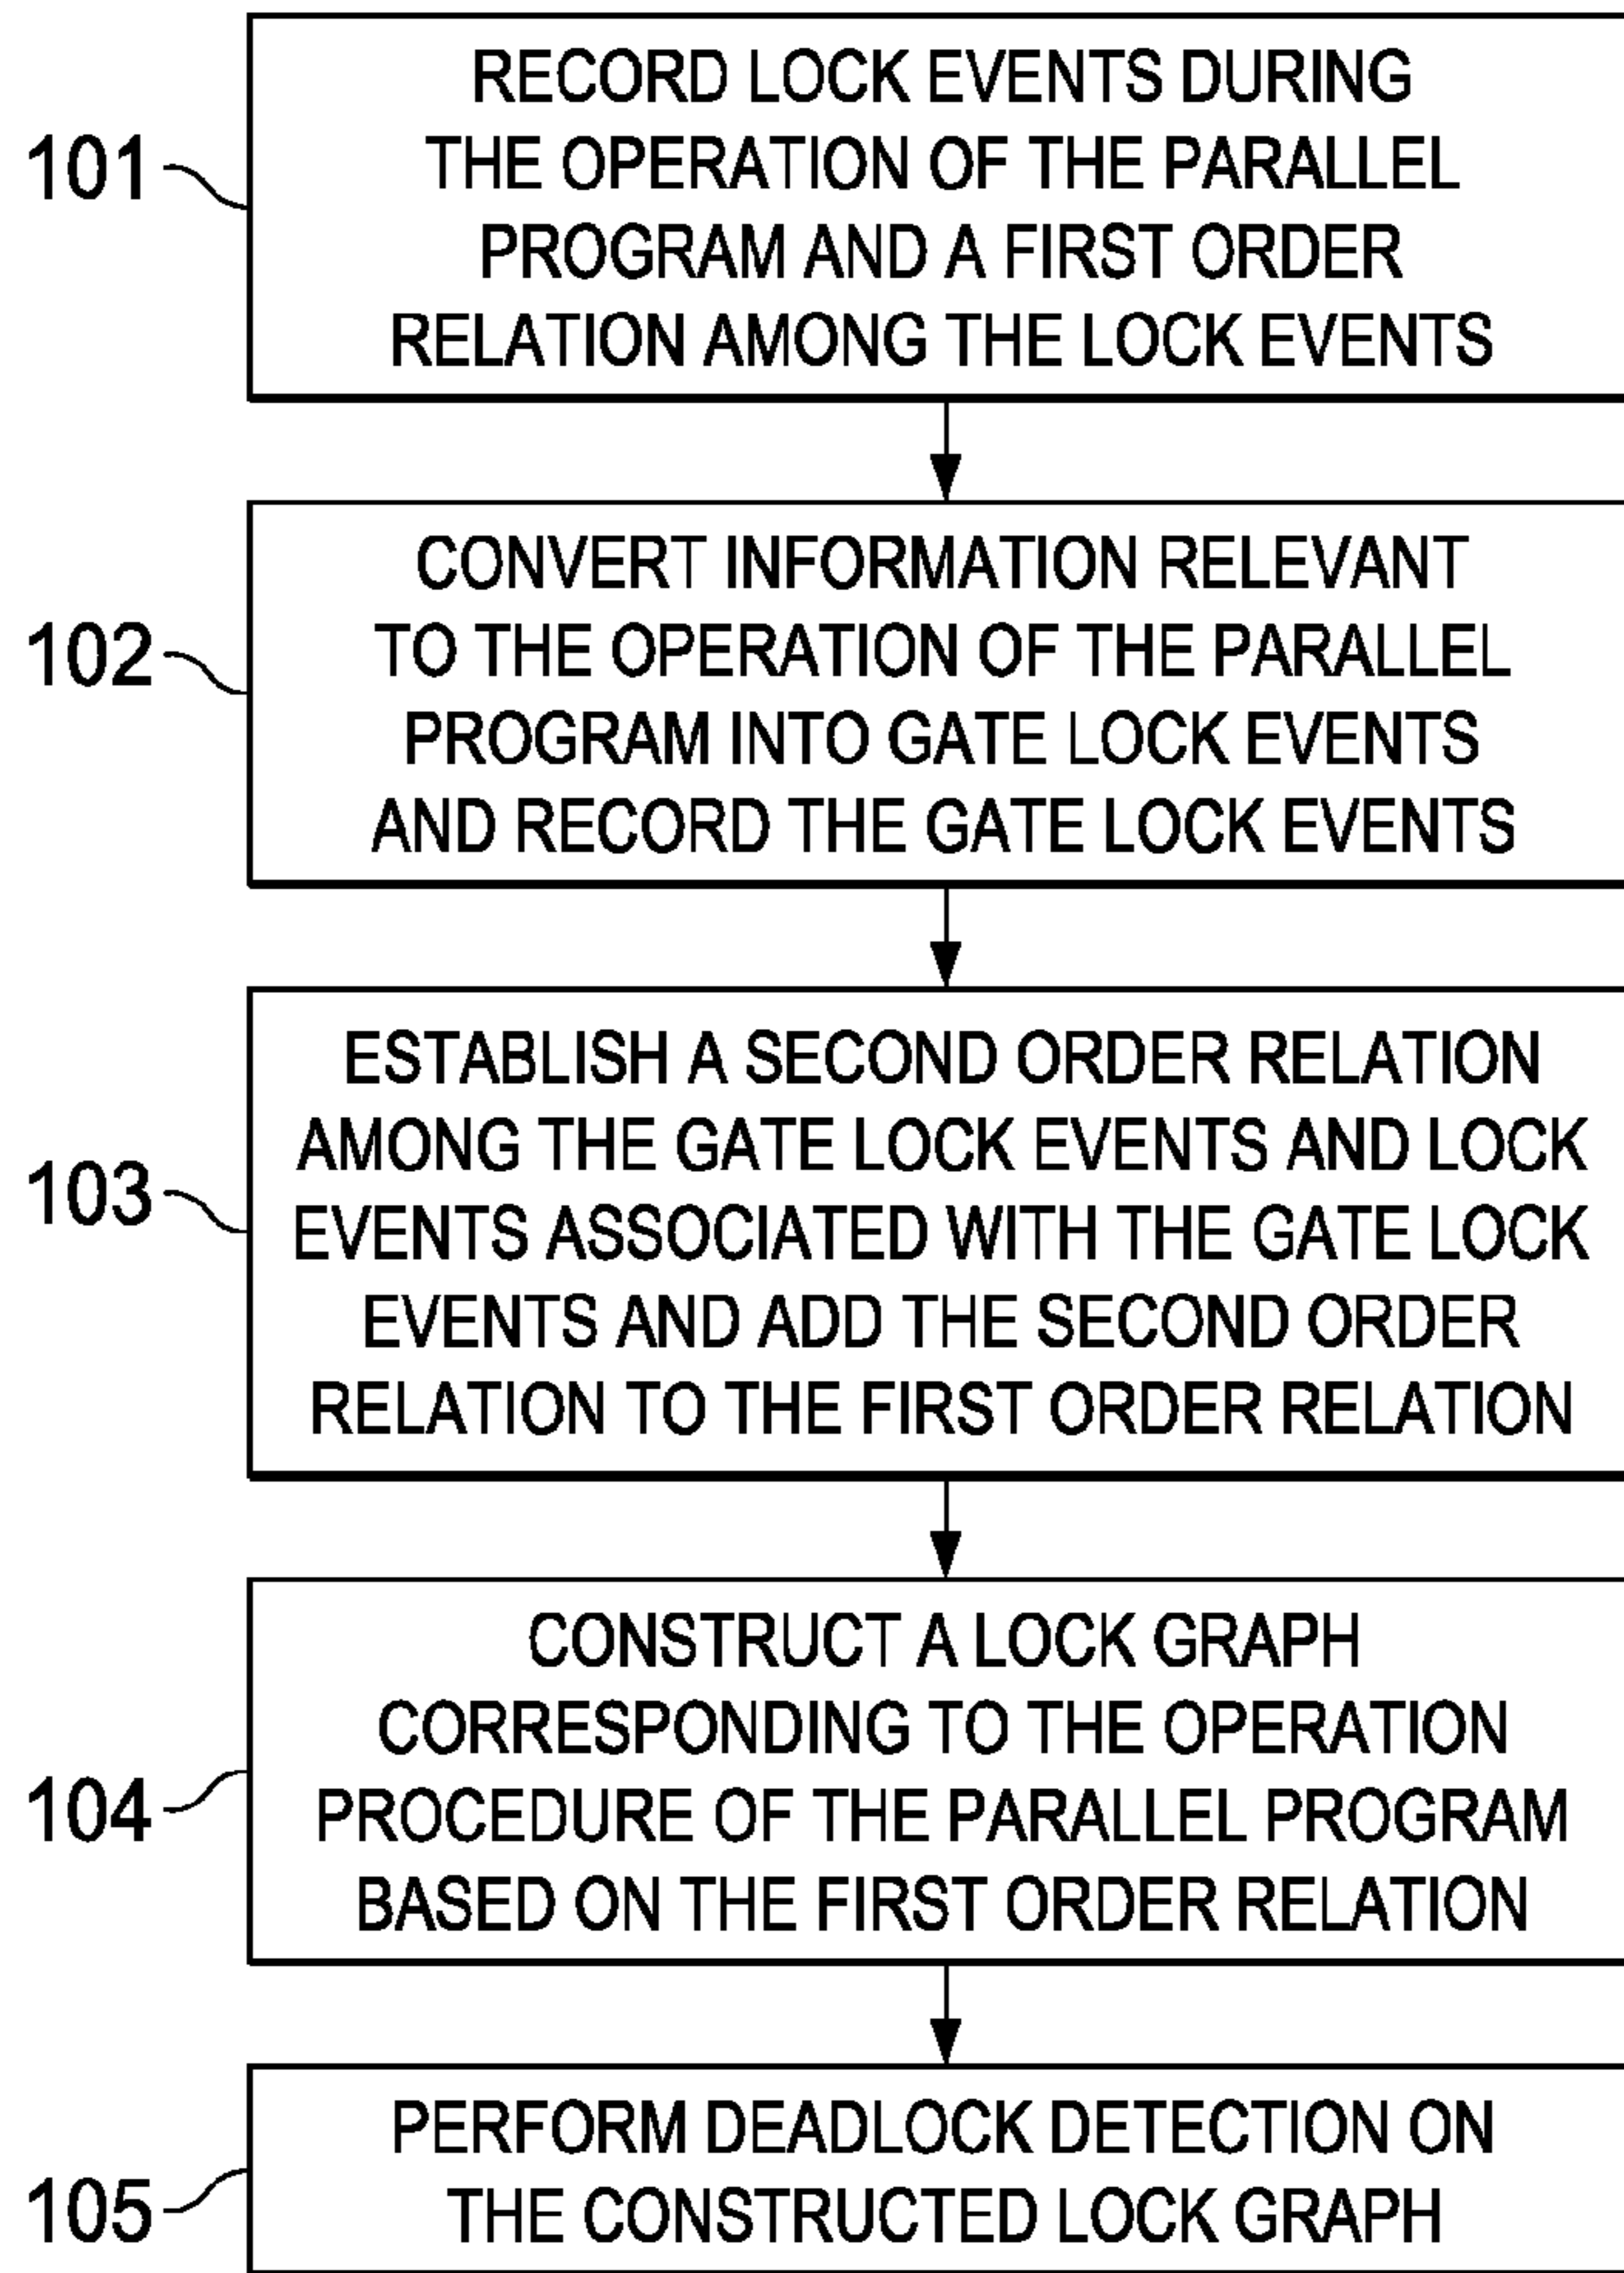 101
RECORD LOCK EVENTS DURING
THE OPERATION OF THE PARALLEL
PROGRAM AND A FIRST ORDER
RELATION AMONG THE LOCK EVENTS
102
CONVERT INFORMATION RELEVANT
TO THE OPERATION OF THE PARALLEL
PROGRAM INTO GATE LOCK EVENTS
AND RECORD THE GATE LOCK EVENTS
103
ESTABLISH A SECOND ORDER RELATION
AMONG THE GATE LOCK EVENTS AND LOCK
EVENTS ASSOCIATED WITH THE GATE LOCK
EVENTS AND ADD THE SECOND ORDER
RELATION TO THE FIRST ORDER RELATION
104
CONSTRUCT A LOCK GRAPH
CORRESPONDING TO THE OPERATION
PROCEDURE OF THE PARALLEL PROGRAM
BASED ON THE FIRST ORDER RELATION
105
PERFORM DEADLOCK DETECTION ON
THE CONSTRUCTED LOCK GRAPH